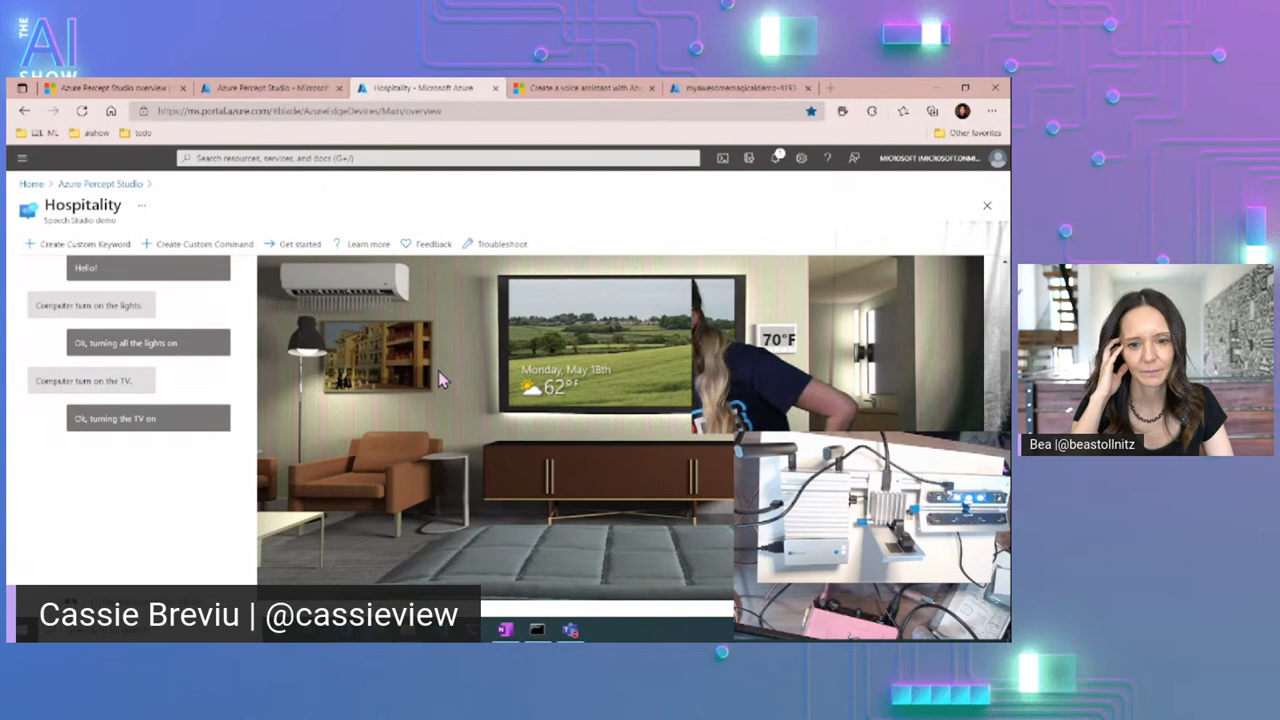 THE
AI
SHOW
Azure Percept Studio overview |
Azure Percept Studio - Microsoft
Hospitality - Microsoft Azure
Create a voice assistant with Az
myawesomemagicaldemo-4193
https://ms.portal.azure.com/#blade/AzureEdgeDevices/Main/overview
aishow
todo
Other favorites
Search resources, services, and docs (G+/)
MICROSOFT (MICROSOFT.ONMI...
Home > Azure Percept Studio >
Hospitality ...
Speech Studio demo
+ Create Custom Keyword + Create Custom Command Get started ? Learn more Feedback Troubleshoot
Hello!
Computer turn on the lights.
Ok, turning all the lights on
Computer turn on the TV.
Ok, turning the TV on
Monday, May 18th
62°F
70°F
Bea |@beastollnitz
Cassie Breviu | @cassieview